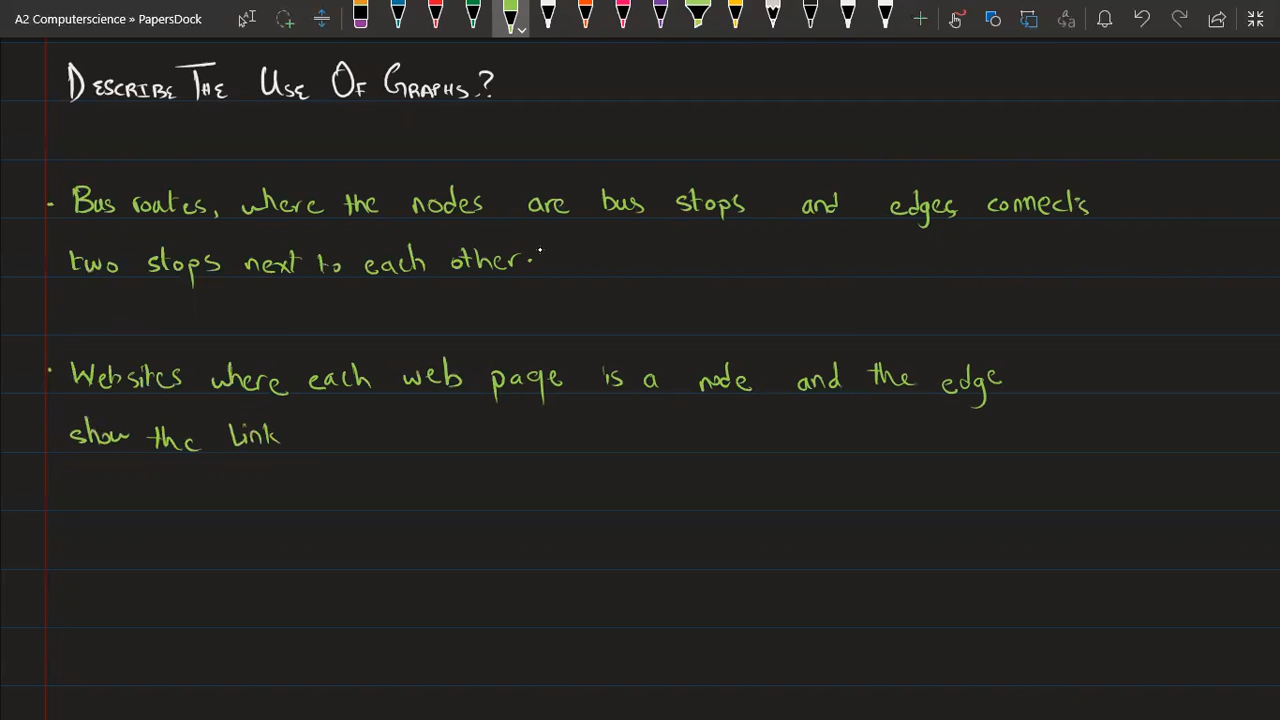 A2 Computerscience » PapersDock
DESCRIBE THE USE OF GRAPHS.?
- Bus routes, where the nodes are bus stops and edges connects
two stops next to each other.
· Websites where each web page is a node and the edge
show the link